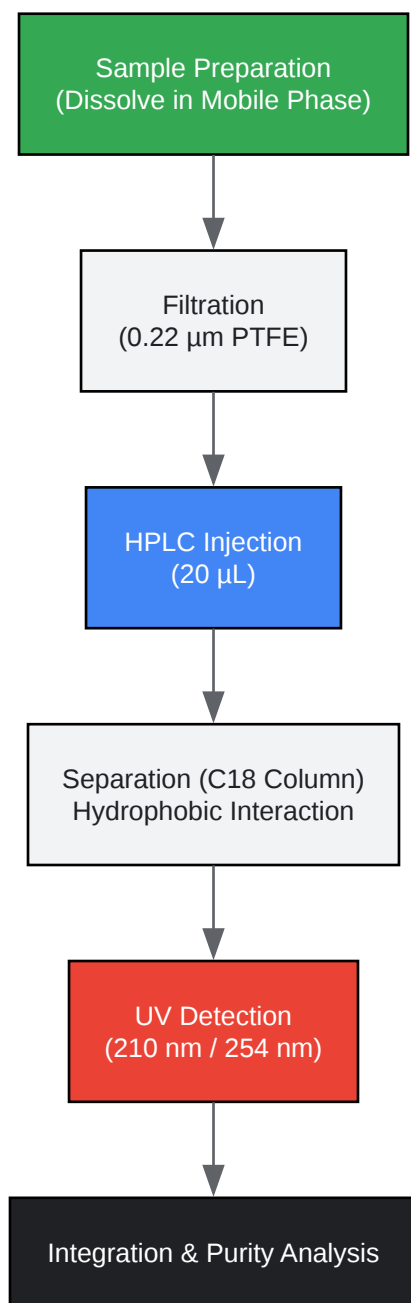 Sample Preparation
(Dissolve in Mobile Phase)
Filtration
(0.22 µm PTFE)
HPLC Injection
(20 µL)
Separation (C18 Column)
Hydrophobic Interaction
UV Detection
(210 nm / 254 nm)
Integration & Purity Analysis